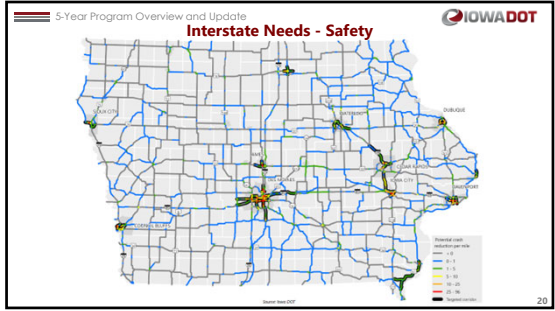 5-Year Program Overview and Update
IOWADOT
Interstate Needs - Safety
SIOUX CITY
DUBUQUE
WATERLOO
AMES
CEDAR RAPIDS
IOWA CITY
DES MOINES
DAVENPORT
COUNCIL BLUFFS
Potential crash
reduction per mile
< 0
0 - 1
1 - 5
5 - 10
10 - 25
25 - 96
Targeted corridor
Source: Iowa DOT
20